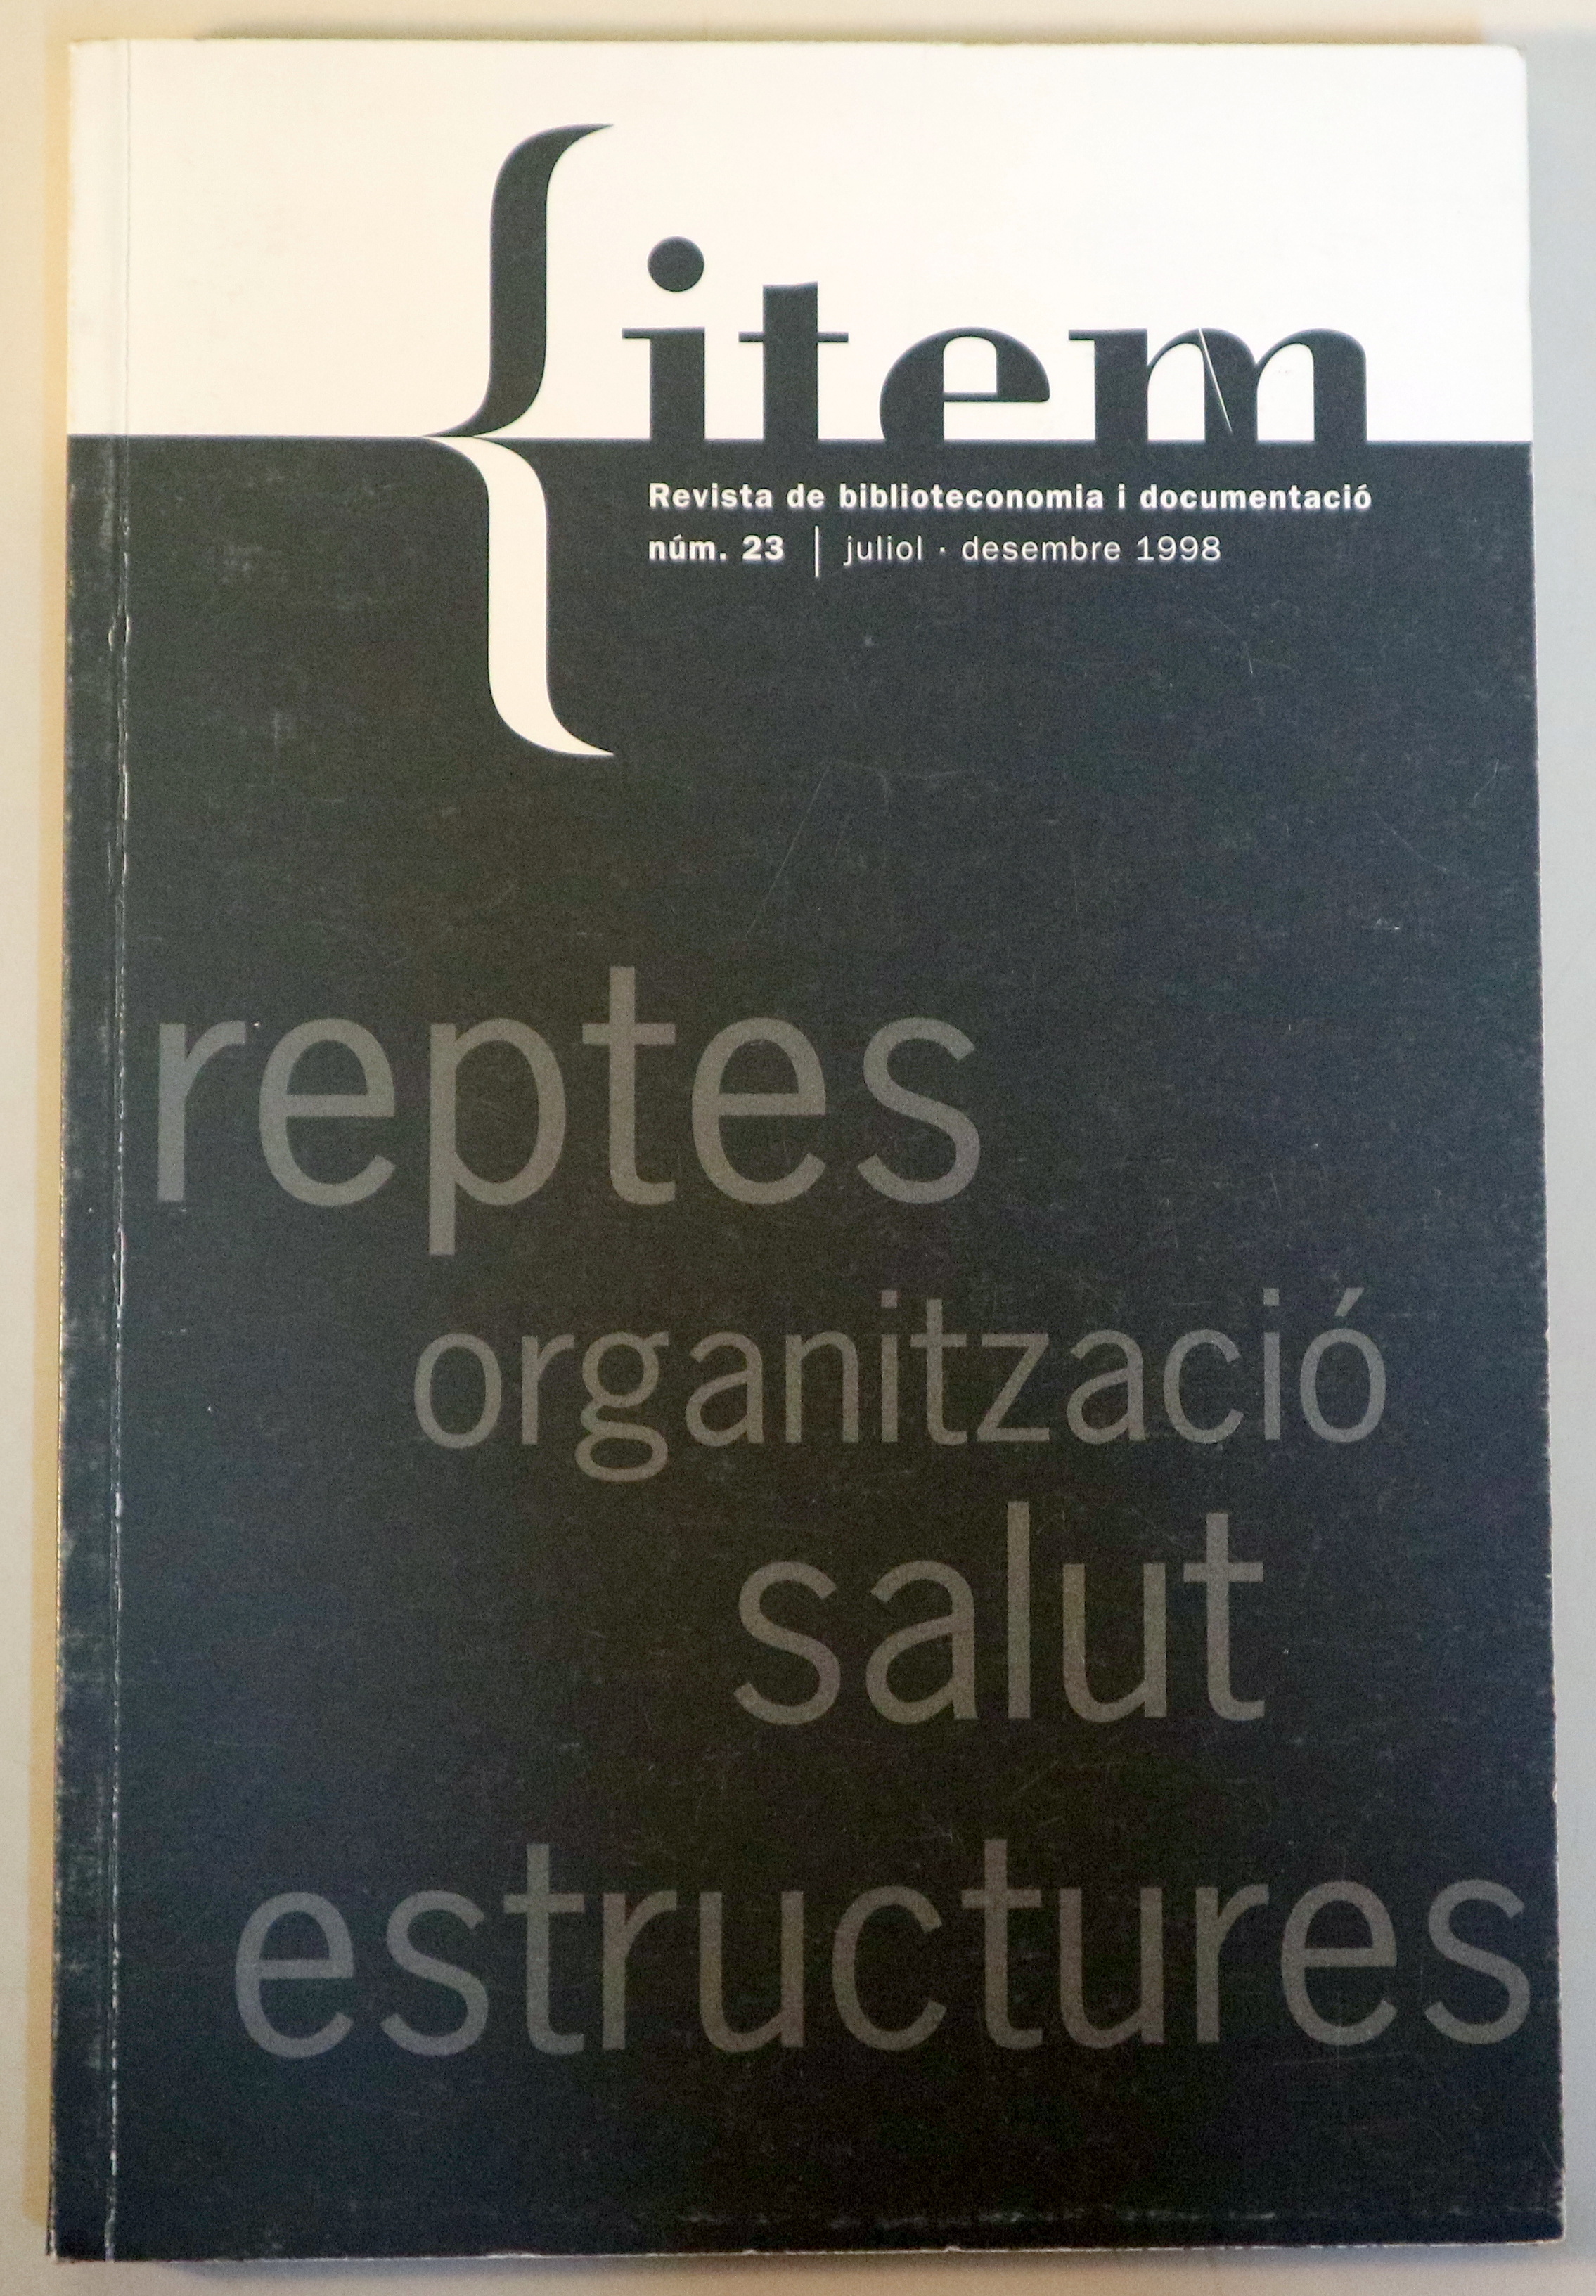 item
Revista de biblioteconomia i documentació
núm. 23 | juliol · desembre 1998
reptes
organització
salut
estructures